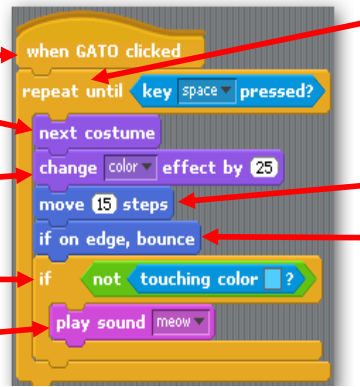 when GATO clicked
repeat until key space pressed?
next costume
change color effect by 25
move 15 steps
if on edge, bounce
if not touching color ?
play sound meow